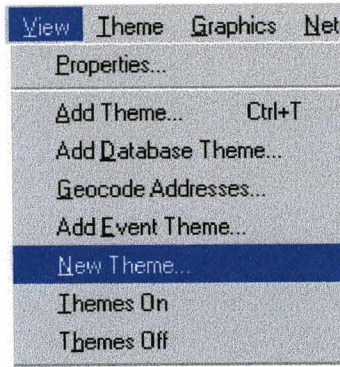 View Theme Graphics Net
Properties...
Add Theme... Ctrl+T
Add Database Theme...
Geocode Addresses...
Add Event Theme...
New Theme...
Themes On
Themes Off